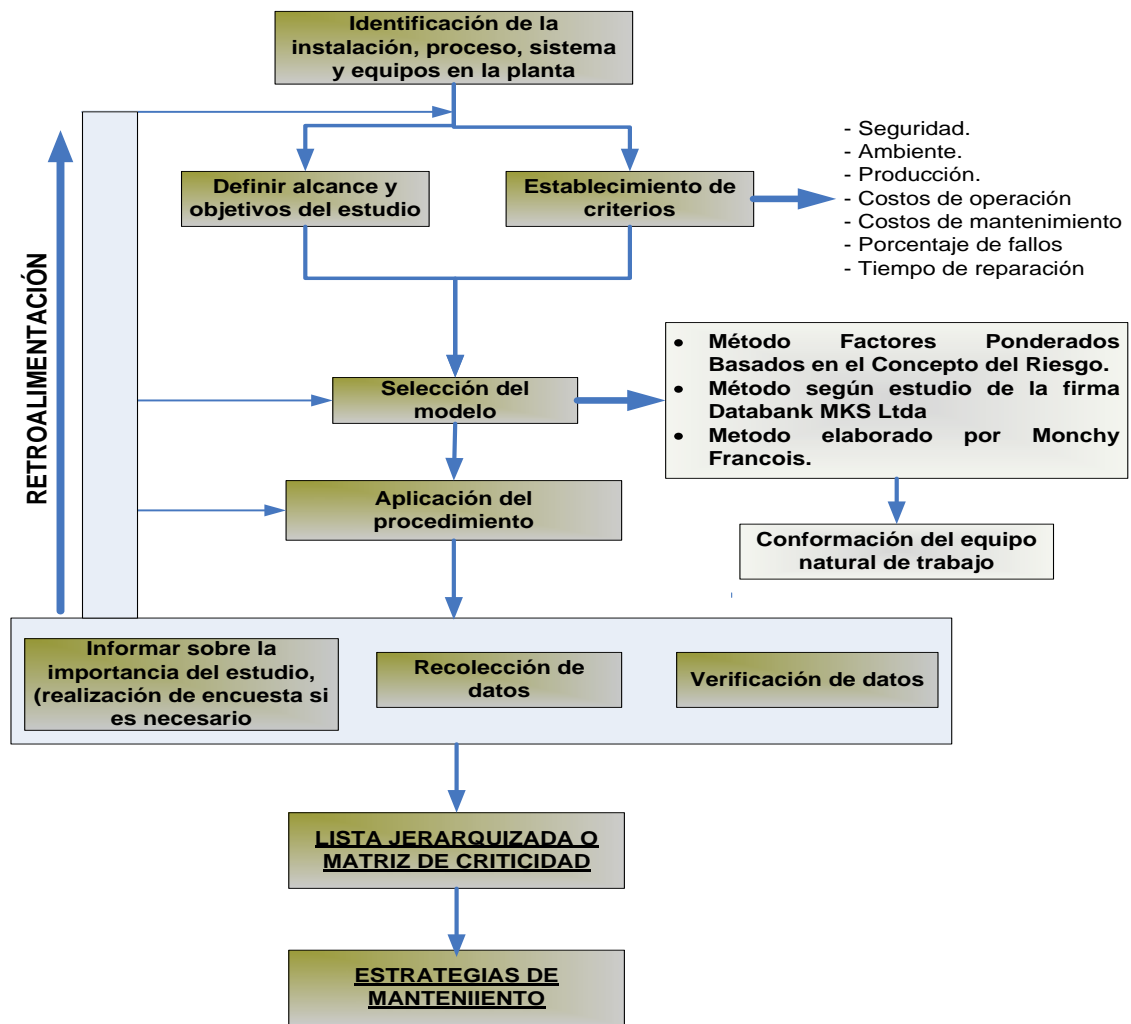 Identificación de la
instalación, proceso, sistema
y equipos en la planta
RETROALIMENTACIÓN
Definir alcance y
objetivos del estudio
Establecimiento de
criterios
- Seguridad.
- Ambiente.
- Producción.
- Costos de operación
- Costos de mantenimiento
- Porcentaje de fallos
- Tiempo de reparación
Selección del
modelo
• Método Factores Ponderados
Basados en el Concepto del Riesgo.
• Método según estudio de la firma
Databank MKS Ltda
• Metodo elaborado por Monchy
Francois.
Aplicación del
procedimiento
Conformación del equipo
natural de trabajo
Informar sobre la
importancia del estudio,
(realización de encuesta si
es necesario
Recolección de
datos
Verificación de datos
LISTA JERARQUIZADA O
MATRIZ DE CRITICIDAD
ESTRATEGIAS DE
MANTENIIENTO